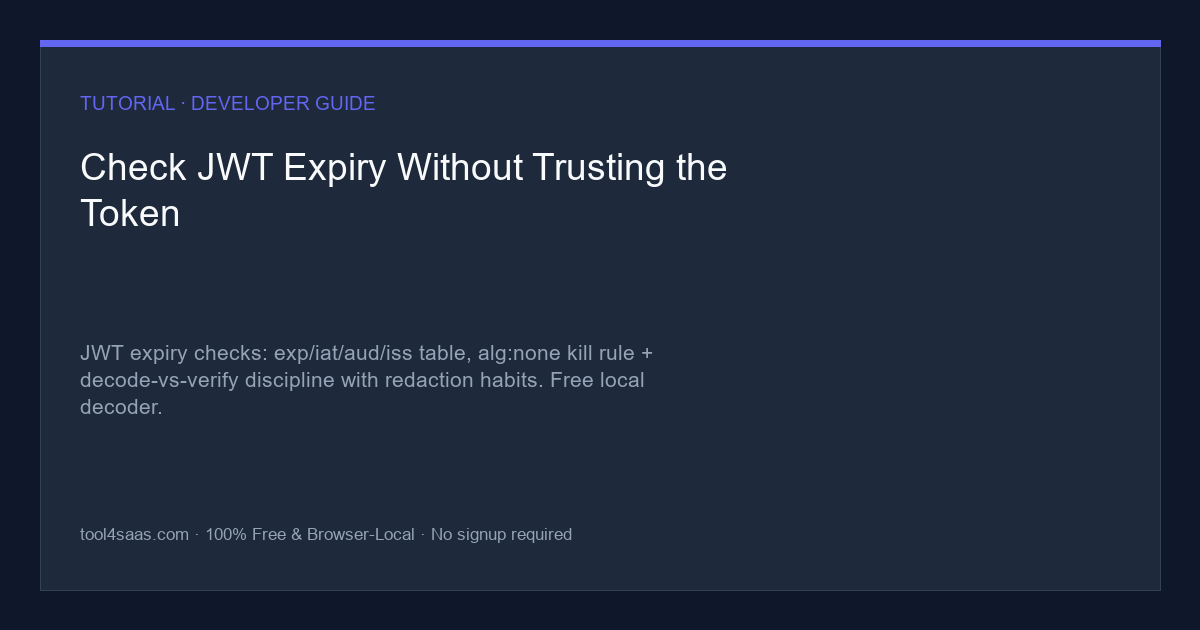 TUTORIAL · DEVELOPER GUIDE
Check JWT Expiry Without Trusting the
Token
JWT expiry checks: exp/iat/aud/iss table, alg:none kill rule +
decode-vs-verify discipline with redaction habits. Free local
decoder.
tool4saas.com · 100% Free & Browser-Local · No signup required